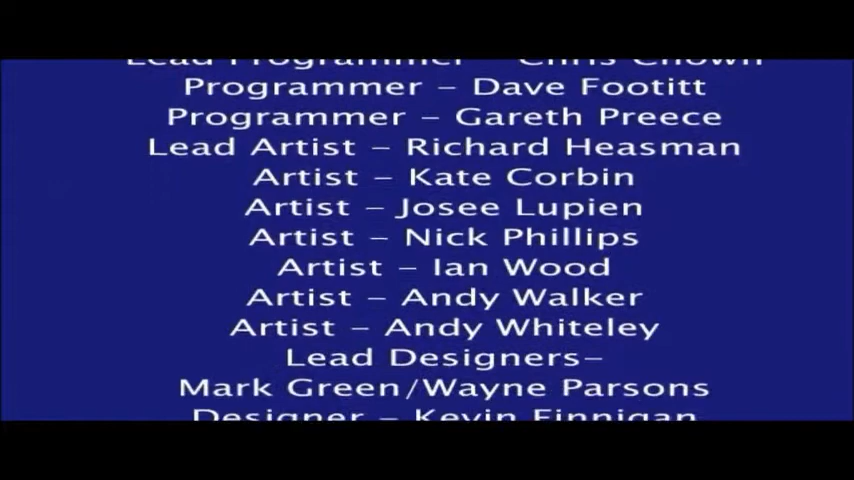 Lead Programmer – Chris Chown
Programmer – Dave Footitt
Programmer – Gareth Preece
Lead Artist – Richard Heasman
Artist – Kate Corbin
Artist – Josee Lupien
Artist – Nick Phillips
Artist – Ian Wood
Artist – Andy Walker
Artist – Andy Whiteley
Lead Designers–
Mark Green/Wayne Parsons
Designer – Kevin Finnigan